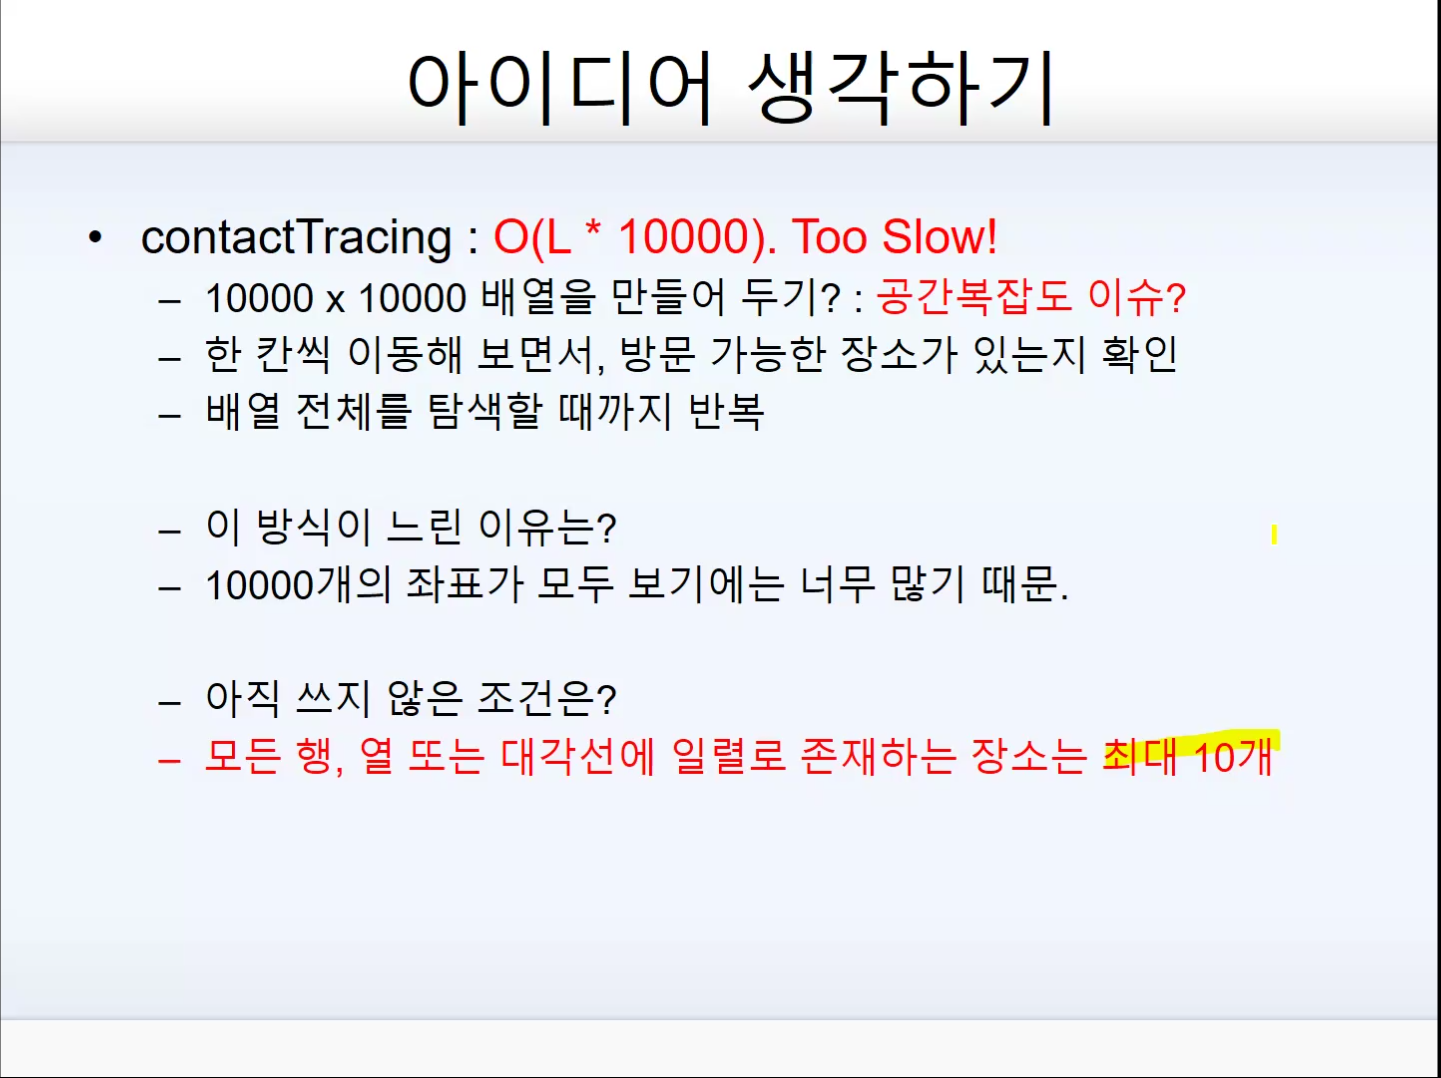 아이디어 생각하기
• contactTracing : O(L * 10000). Too Slow!
– 10000 x 10000 배열을 만들어 두기? : 공간복잡도 이슈?
– 한 칸씩 이동해 보면서, 방문 가능한 장소가 있는지 확인
– 배열 전체를 탐색할 때까지 반복
– 이 방식이 느린 이유는?
– 10000개의 좌표가 모두 보기에는 너무 많기 때문.
– 아직 쓰지 않은 조건은?
– 모든 행, 열 또는 대각선에 일렬로 존재하는 장소는 최대 10개